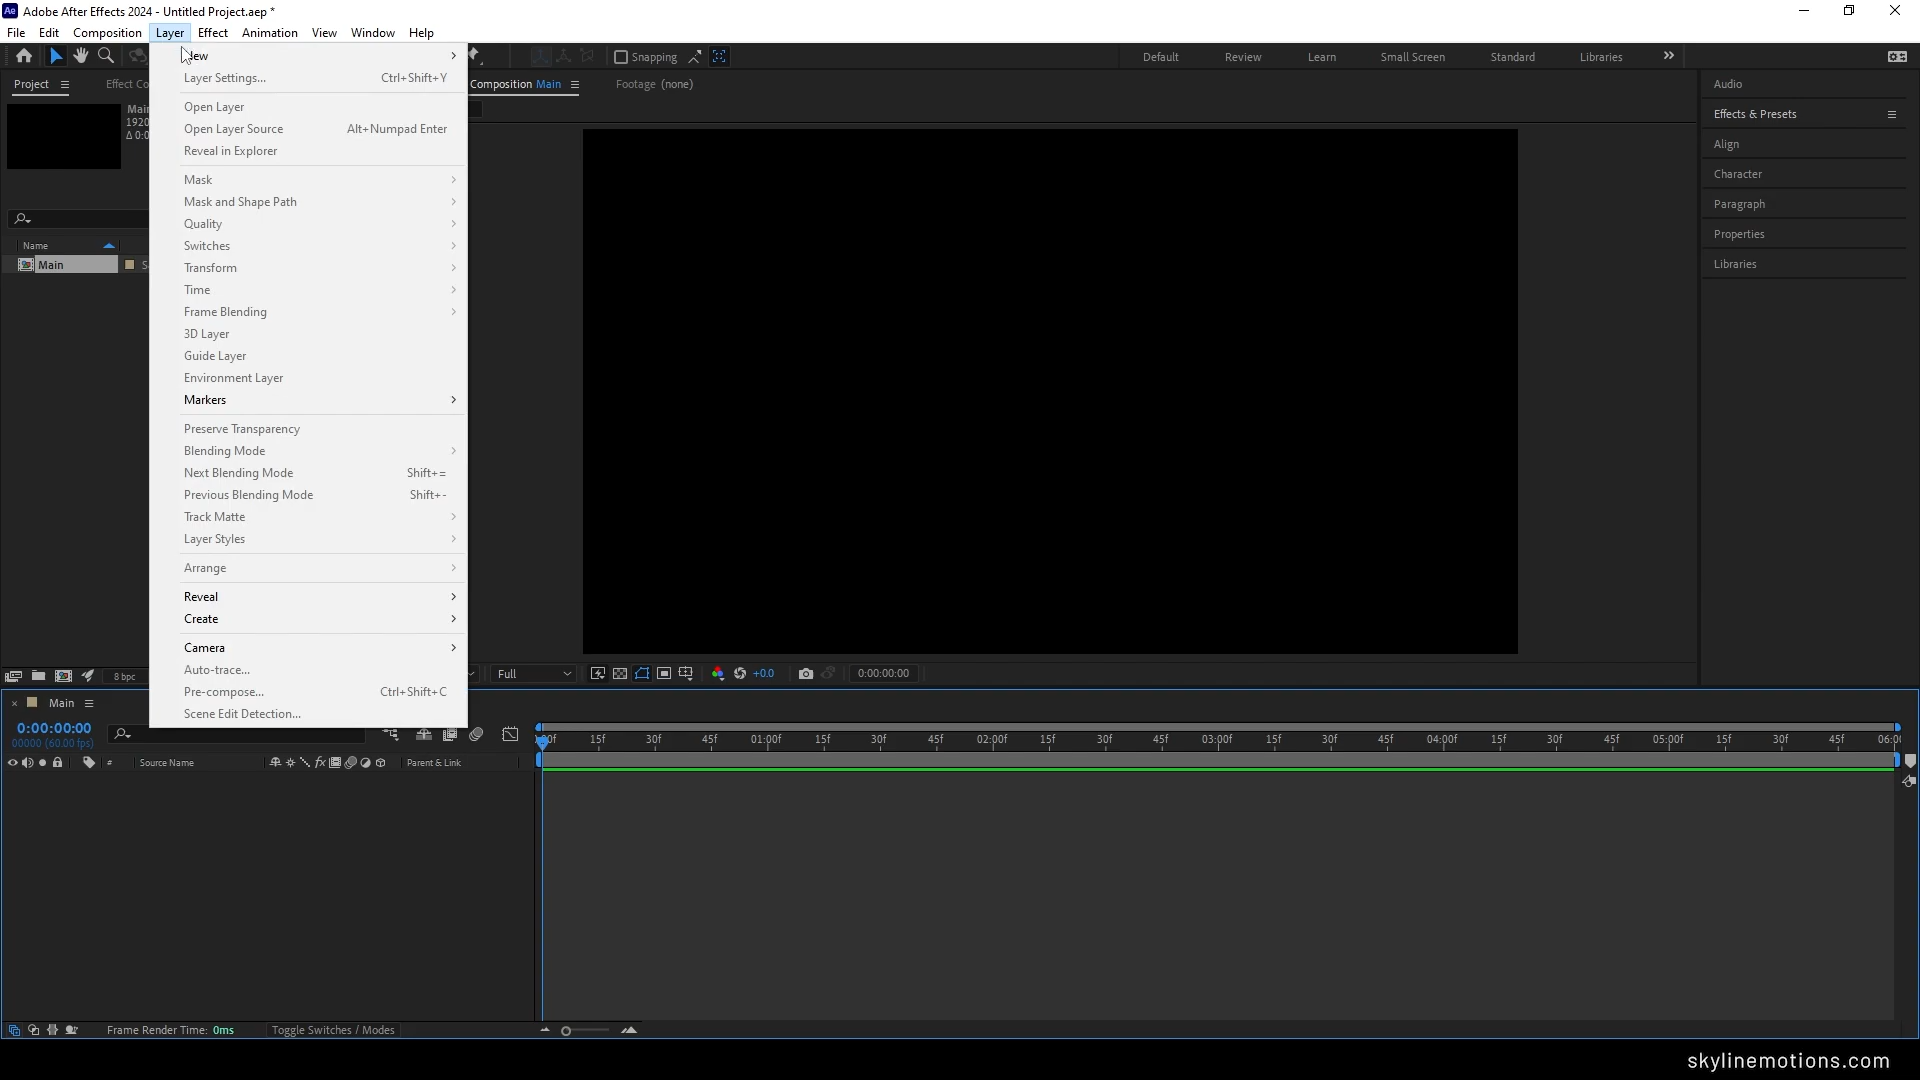 Adobe After Effects 2024 - Untitled Project.aep *
File Edit Composition Layer Effect Animation View Window Help
Snapping Default Review Learn Small Screen Standard Libraries
Project Effect Co Composition Main Footage (none)
Main
1920
Δ 0:0
Name
Main S
8 bpc
New
Layer Settings... Ctrl+Shift+Y
Open Layer
Open Layer Source Alt+Numpad Enter
Reveal in Explorer
Mask
Mask and Shape Path
Quality
Switches
Transform
Time
Frame Blending
3D Layer
Guide Layer
Environment Layer
Markers
Preserve Transparency
Blending Mode
Next Blending Mode Shift+=
Previous Blending Mode Shift+-
Track Matte
Layer Styles
Arrange
Reveal
Create
Camera
Auto-trace...
Pre-compose... Ctrl+Shift+C
Scene Edit Detection...
Audio
Effects & Presets
Align
Character
Paragraph
Properties
Libraries
Full +0.0 0:00:00:00
Main
0:00:00:00
00000 (60.00 fps)
15f 30f 45f 01:00f 15f 30f 45f 02:00f 15f 30f 45f 03:00f 15f 30f 45f 04:00f 15f 30f 45f 05:00f 15f 30f 45f 06:00
# Source Name fx Parent & Link
Frame Render Time: 0ms Toggle Switches / Modes
skylinemotions.com